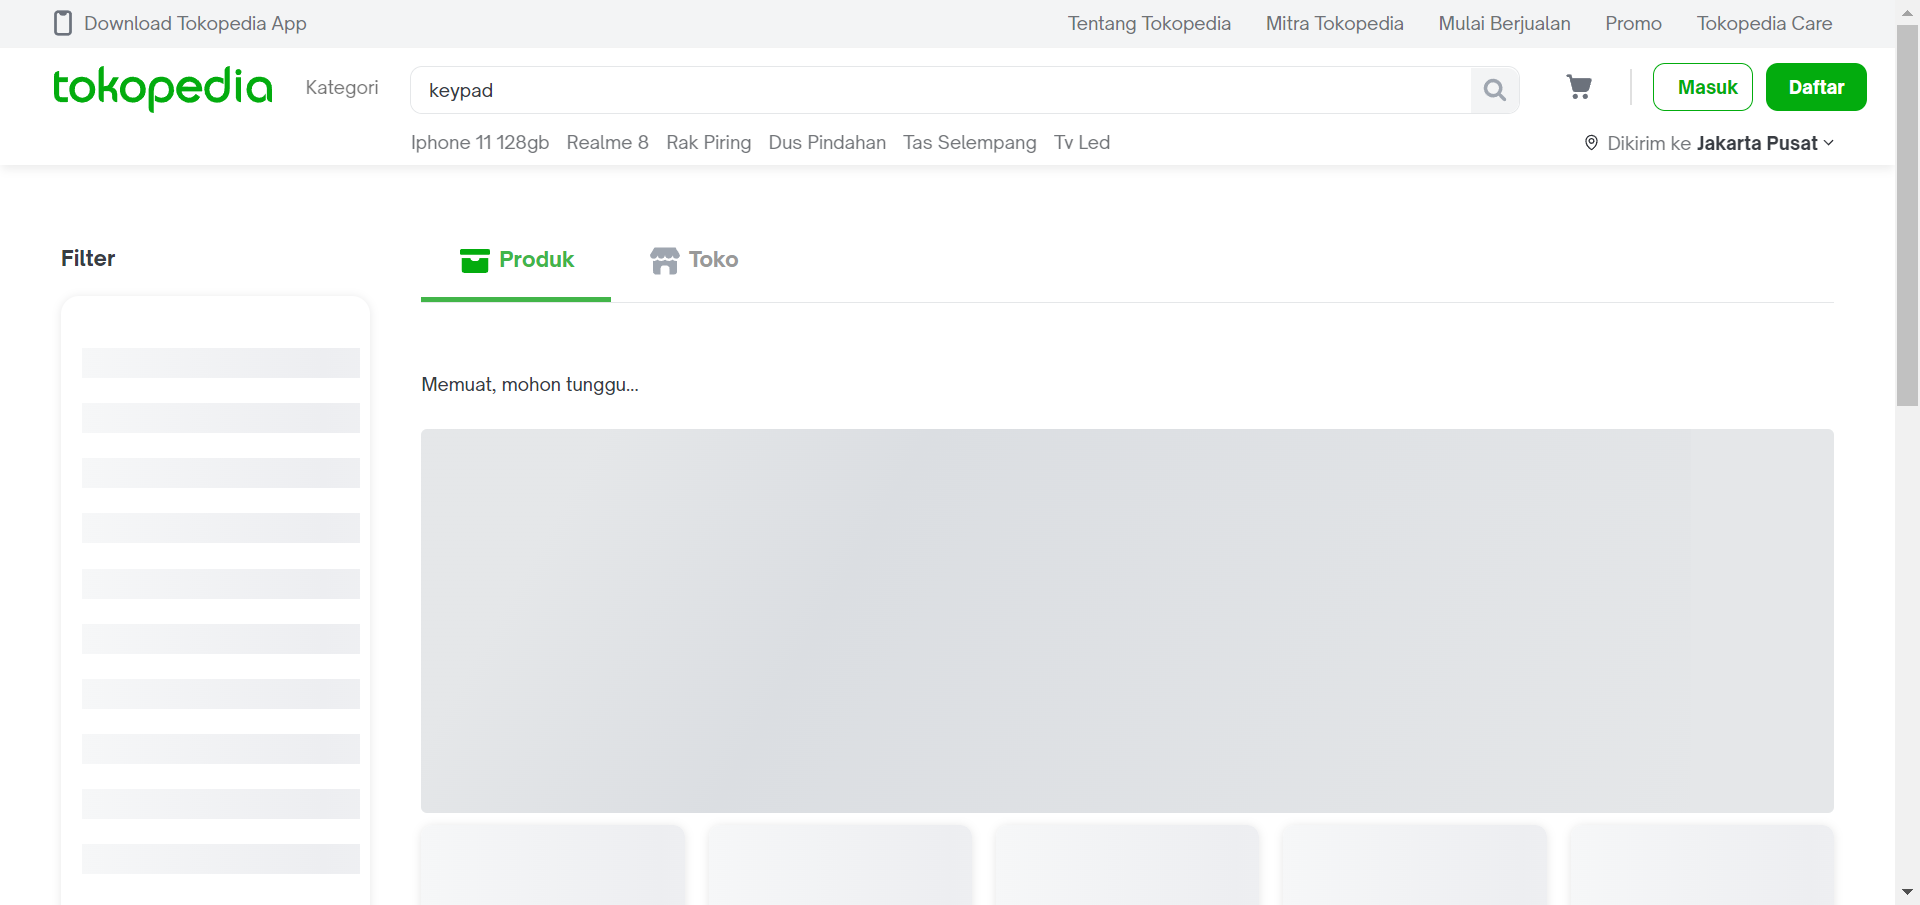 Download Tokopedia App
Tentang Tokopedia Mitra Tokopedia Mulai Berjualan Promo Tokopedia Care
tokopedia Kategori keypad Masuk Daftar
Iphone 11 128gb Realme 8 Rak Piring Dus Pindahan Tas Selempang Tv Led
Dikirim ke Jakarta Pusat
Filter
Produk Toko
Memuat, mohon tunggu...